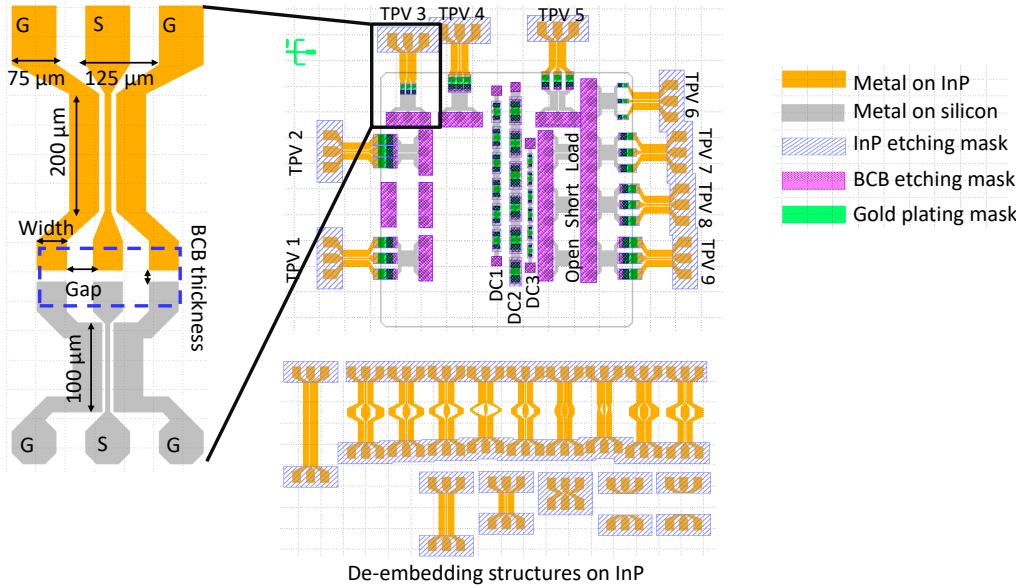 G S G
75 µm 125 µm
200 µm
Width
Gap
BCB thickness
100 µm
G S G
TPV 3 TPV 4 TPV 5
TPV 2
TPV 1
TPV 6
TPV 7
TPV 8
TPV 9
DC1
DC2
DC3
Open Short Load
Metal on InP
Metal on silicon
InP etching mask
BCB etching mask
Gold plating mask
De-embedding structures on InP